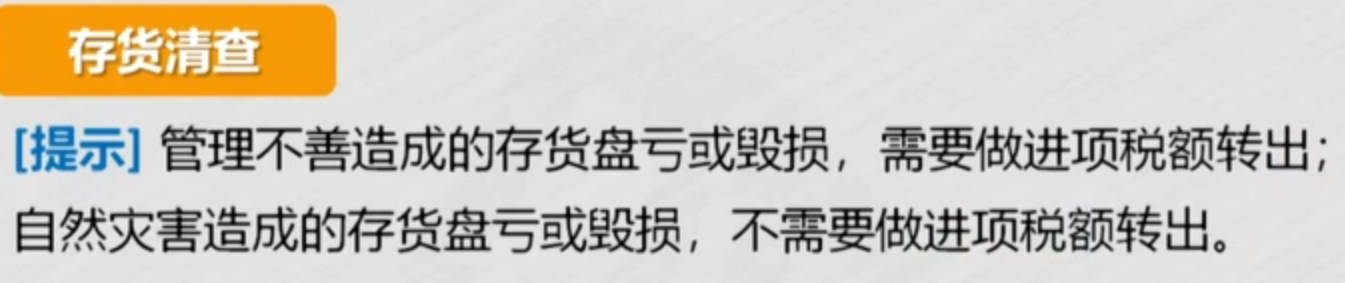 存货清查
[提示] 管理不善造成的存货盘亏或毁损，需要做进项税额转出；
自然灾害造成的存货盘亏或毁损，不需要做进项税额转出。